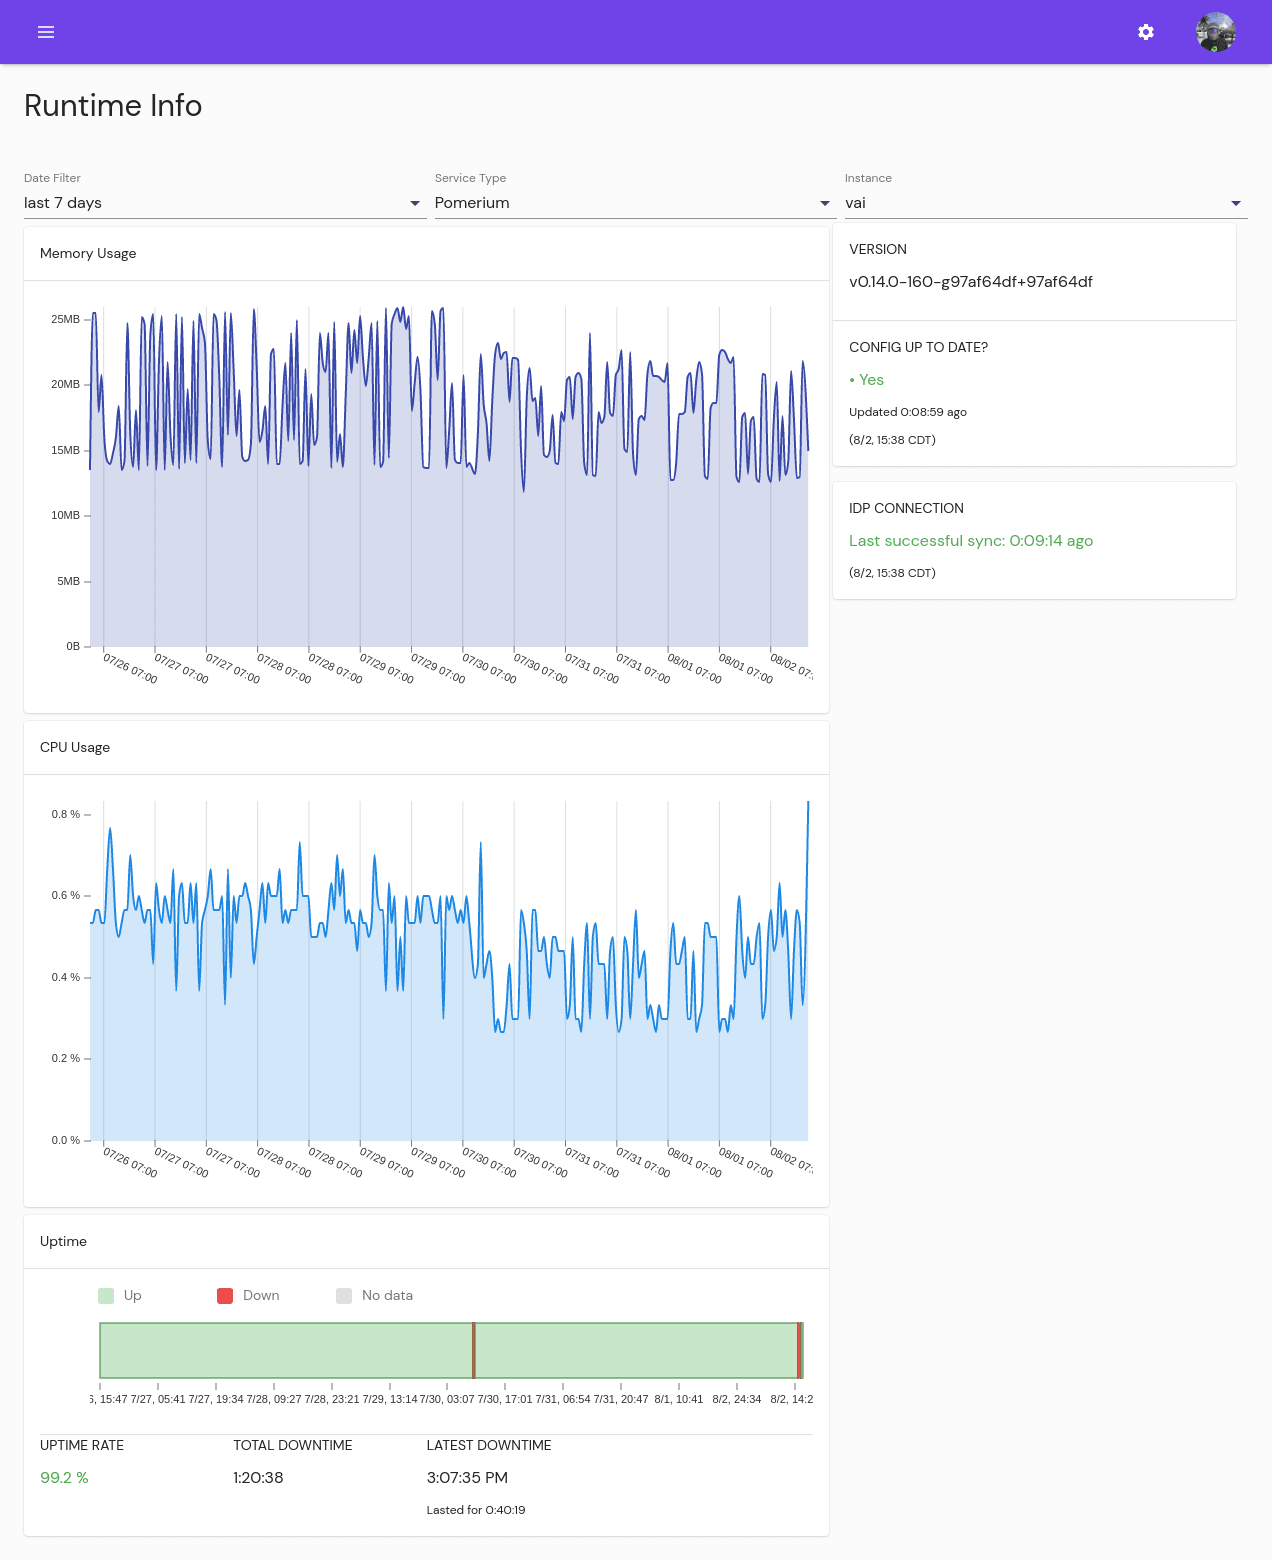 Runtime Info
Date Filter
last 7 days
Service Type
Pomerium
Instance
vai
Memory Usage
25MB
20MB
15MB
10MB
5MB
0B
07/26 07:00
07/27 07:00
07/27 07:00
07/28 07:00
07/28 07:00
07/29 07:00
07/29 07:00
07/30 07:00
07/30 07:00
07/31 07:00
07/31 07:00
08/01 07:00
08/01 07:00
08/02 07:
VERSION
v0.14.0-160-g97af64df+97af64df
CONFIG UP TO DATE?
• Yes
Updated 0:08:59 ago
(8/2, 15:38 CDT)
IDP CONNECTION
Last successful sync: 0:09:14 ago
(8/2, 15:38 CDT)
CPU Usage
0.8 %
0.6 %
0.4 %
0.2 %
0.0 %
07/26 07:00
07/27 07:00
07/27 07:00
07/28 07:00
07/28 07:00
07/29 07:00
07/29 07:00
07/30 07:00
07/30 07:00
07/31 07:00
07/31 07:00
08/01 07:00
08/01 07:00
08/02 07:
Uptime
Up
Down
No data
, 15:47 7/27, 05:41 7/27, 19:34 7/28, 09:27 7/28, 23:21 7/29, 13:14 7/30, 03:07 7/30, 17:01 7/31, 06:54 7/31, 20:47 8/1, 10:41 8/2, 24:34 8/2, 14:2
UPTIME RATE
99.2 %
TOTAL DOWNTIME
1:20:38
LATEST DOWNTIME
3:07:35 PM
Lasted for 0:40:19